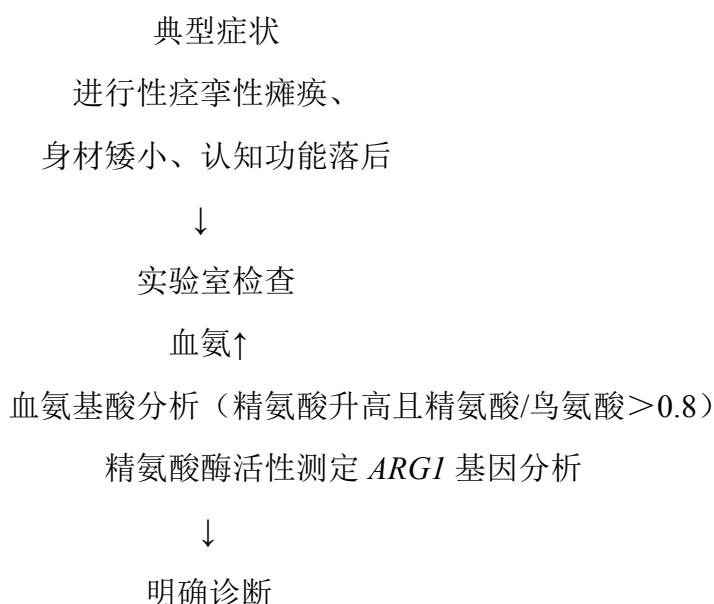 典型症状
进行性痉挛性瘫痪、
身材矮小、认知功能落后
↓
实验室检查
血氨↑
血氨基酸分析（精氨酸升高且精氨酸/鸟氨酸＞0.8）
精氨酸酶活性测定 ARG1 基因分析
↓
明确诊断